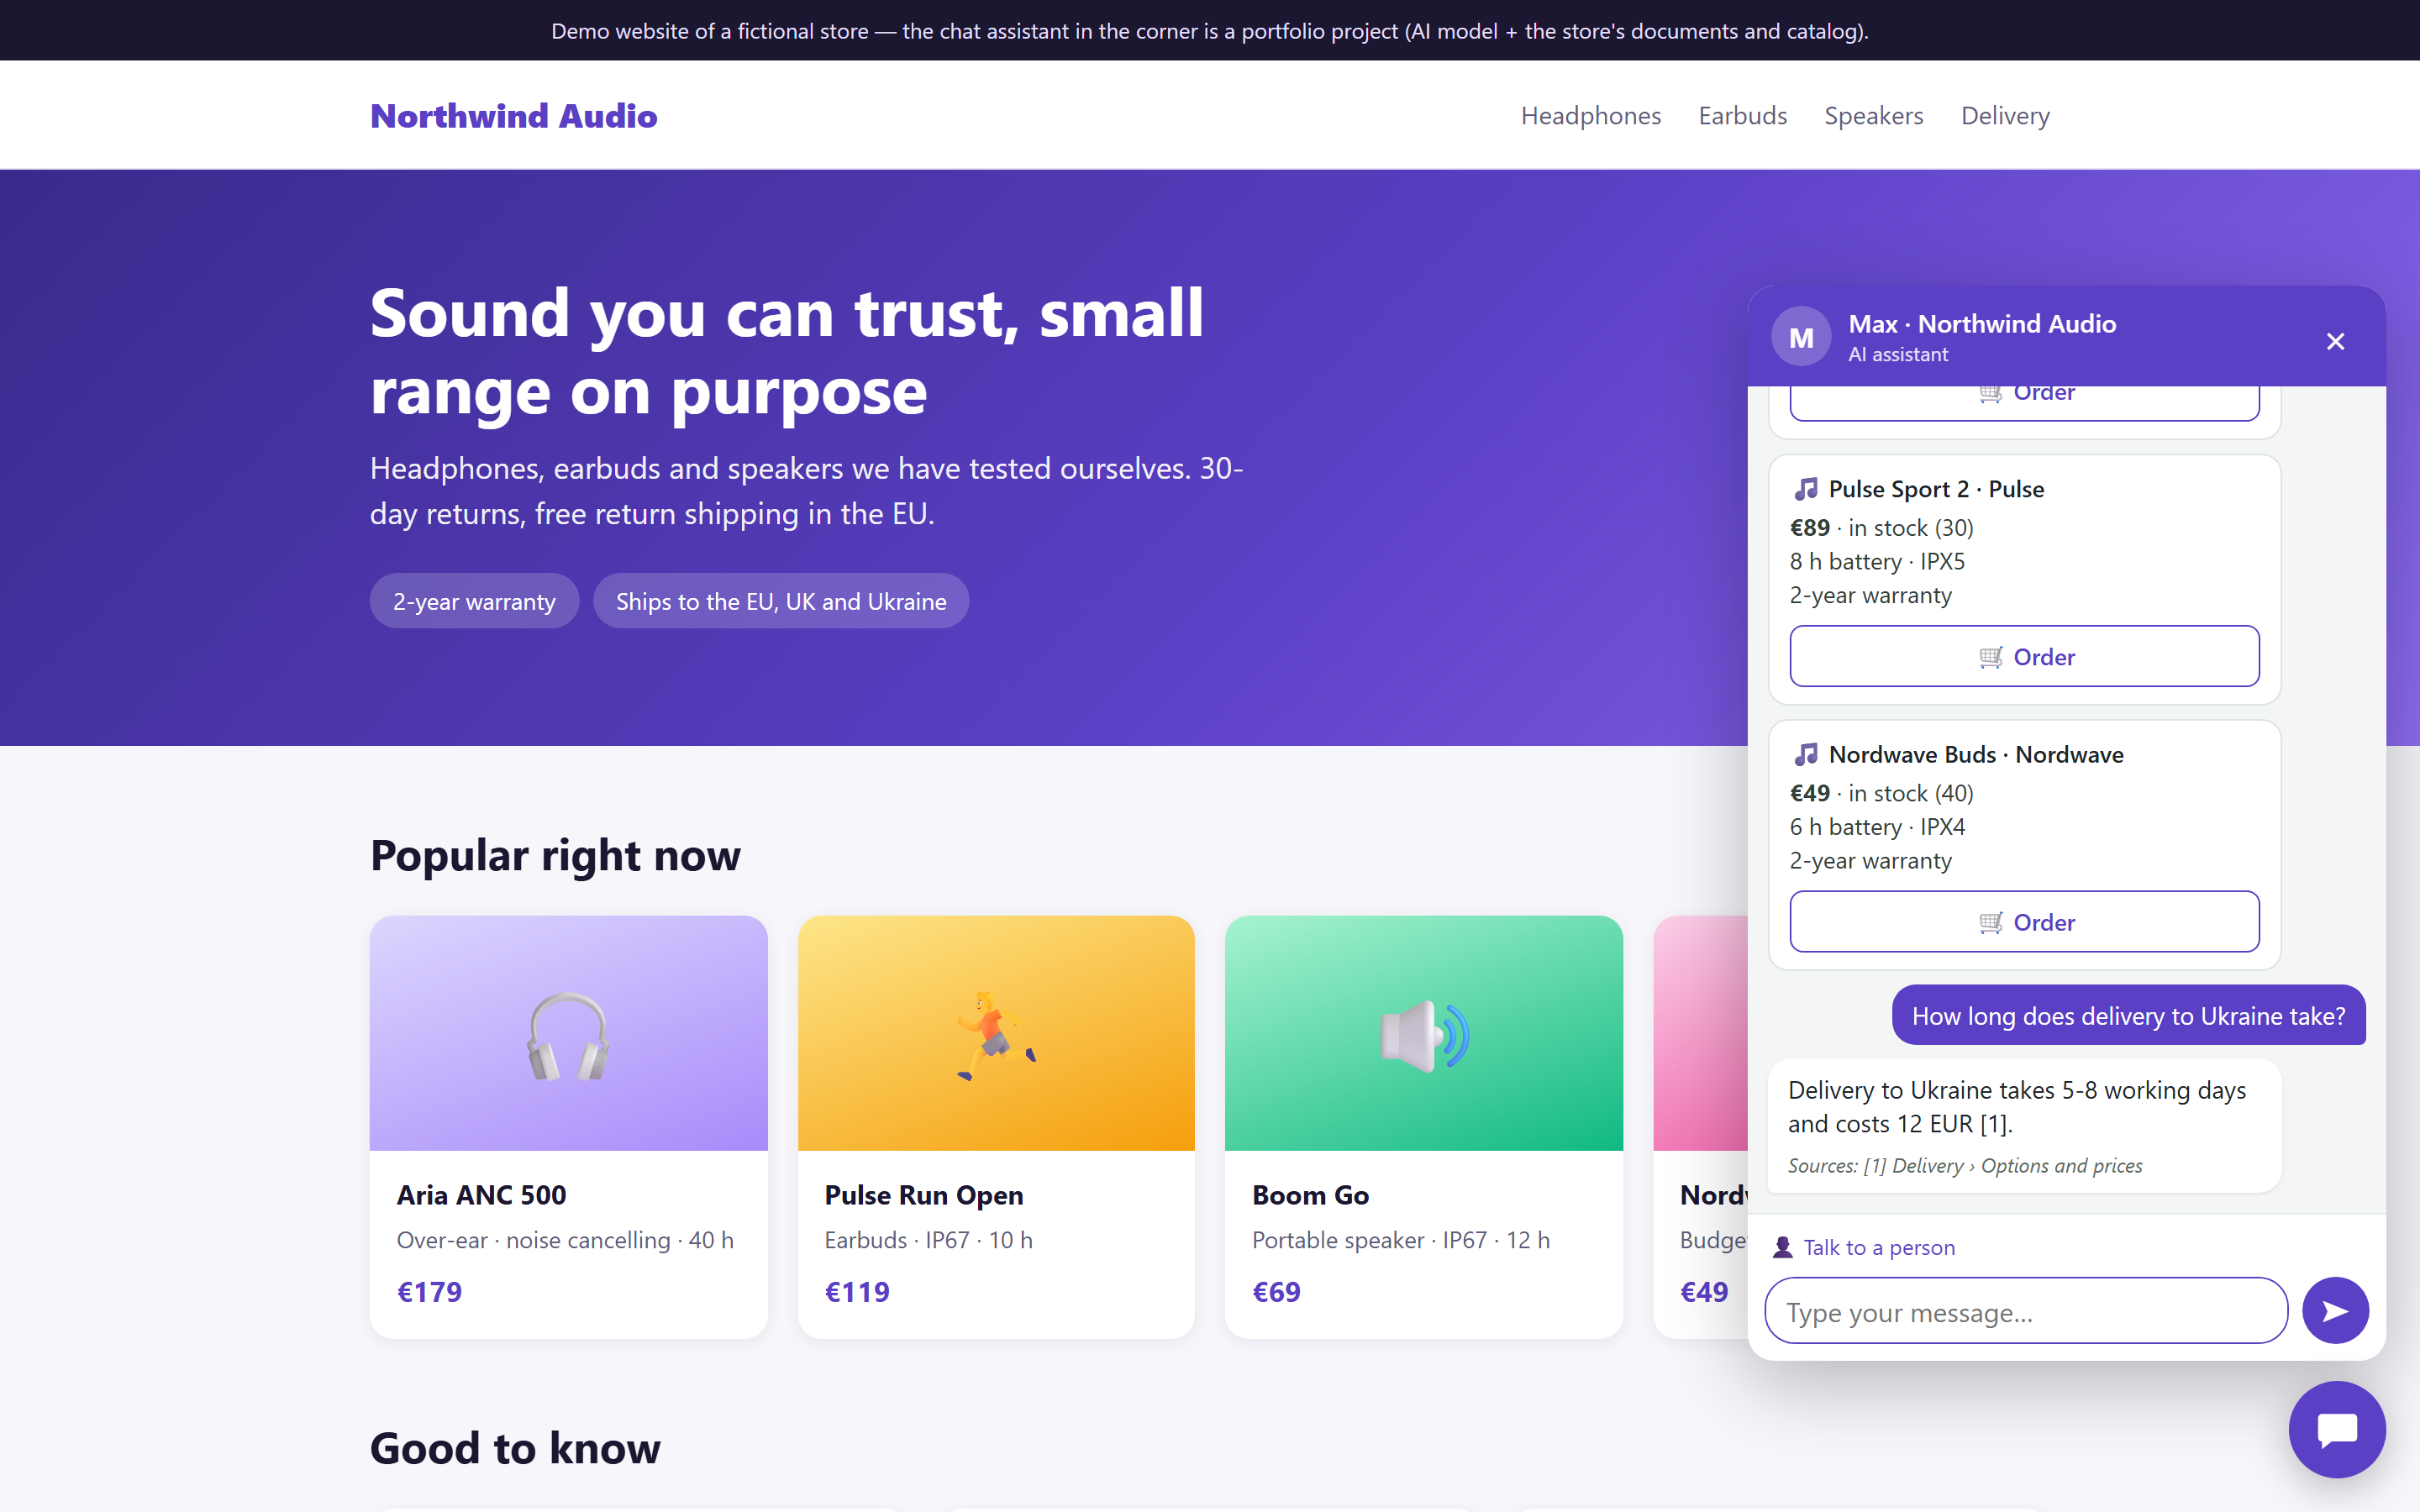 Demo website of a fictional store — the chat assistant in the corner is a portfolio project (AI model + the store's documents and catalog).
Northwind Audio
Headphones Earbuds Speakers Delivery
Sound you can trust, small
range on purpose
Headphones, earbuds and speakers we have tested ourselves. 30-
day returns, free return shipping in the EU.
2-year warranty Ships to the EU, UK and Ukraine
Popular right now
Aria ANC 500
Over-ear · noise cancelling · 40 h
€179
Pulse Run Open
Earbuds · IP67 · 10 h
€119
Boom Go
Portable speaker · IP67 · 12 h
€69
€49
Good to know
M
Max · Northwind Audio
AI assistant
Order
Pulse Sport 2 · Pulse
€89 · in stock (30)
8 h battery · IPX5
2-year warranty
Order
Nordwave Buds · Nordwave
€49 · in stock (40)
6 h battery · IPX4
2-year warranty
Order
How long does delivery to Ukraine take?
Delivery to Ukraine takes 5-8 working days
and costs 12 EUR [1].
Sources: [1] Delivery › Options and prices
Talk to a person
Type your message...